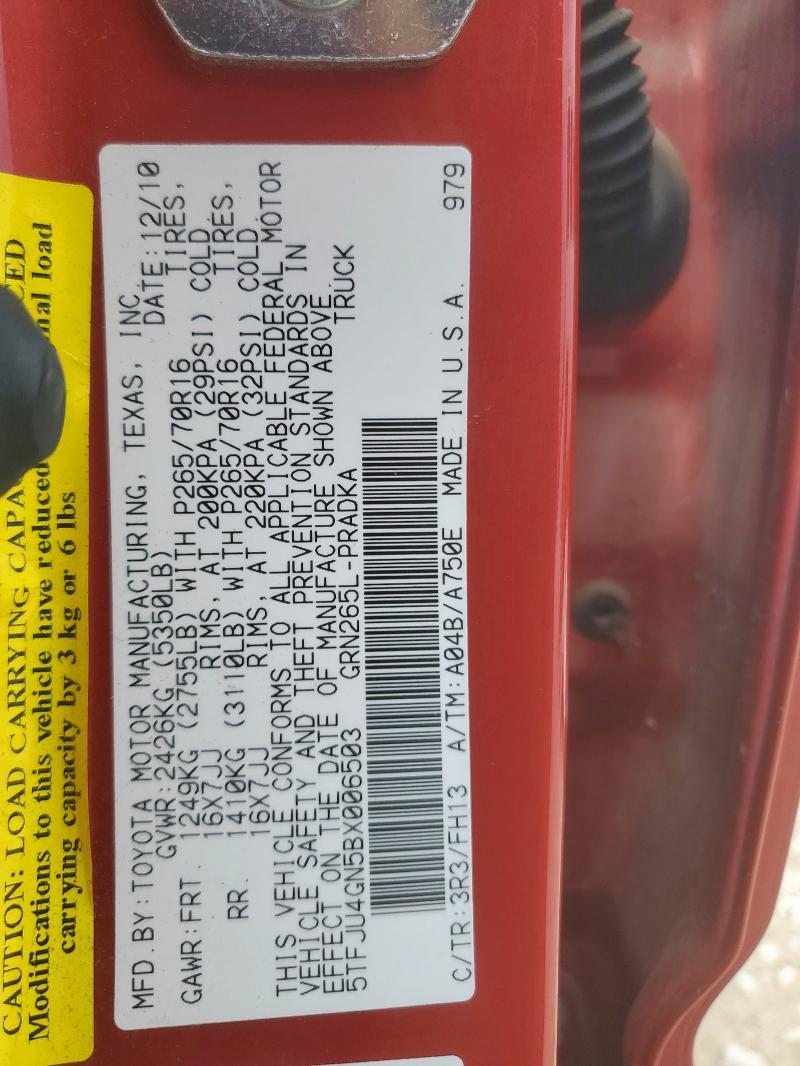 CAUTION: LOAD CARRYING CAPA
Modifications to this vehicle have reduced load
carrying capacity by 3 kg or 6 lbs
MFD.BY:TOYOTA MOTOR MANUFACTURING, TEXAS, INC.
GVWR:2426KG(5350LB) DATE:12/10
GAWR:FRT. 1249KG (2755LB) WITH P265/70R16 TIRES,
16X7JJ RIMS, AT 200KPA (29PSI) COLD
RR. 1410KG (3110LB) WITH P265/70R16 TIRES,
16X7JJ RIMS, AT 220KPA (32PSI) COLD
THIS VEHICLE CONFORMS TO ALL APPLICABLE FEDERAL MOTOR
VEHICLE SAFETY AND THEFT PREVENTION STANDARDS IN
EFFECT ON THE DATE OF MANUFACTURE SHOWN ABOVE.
5TFJU4GN5BX006503 GRN265L-PRADKA TRUCK
C/TR:3R3/FH13 A/TM:A04B/A750E MADE IN U.S.A. 979